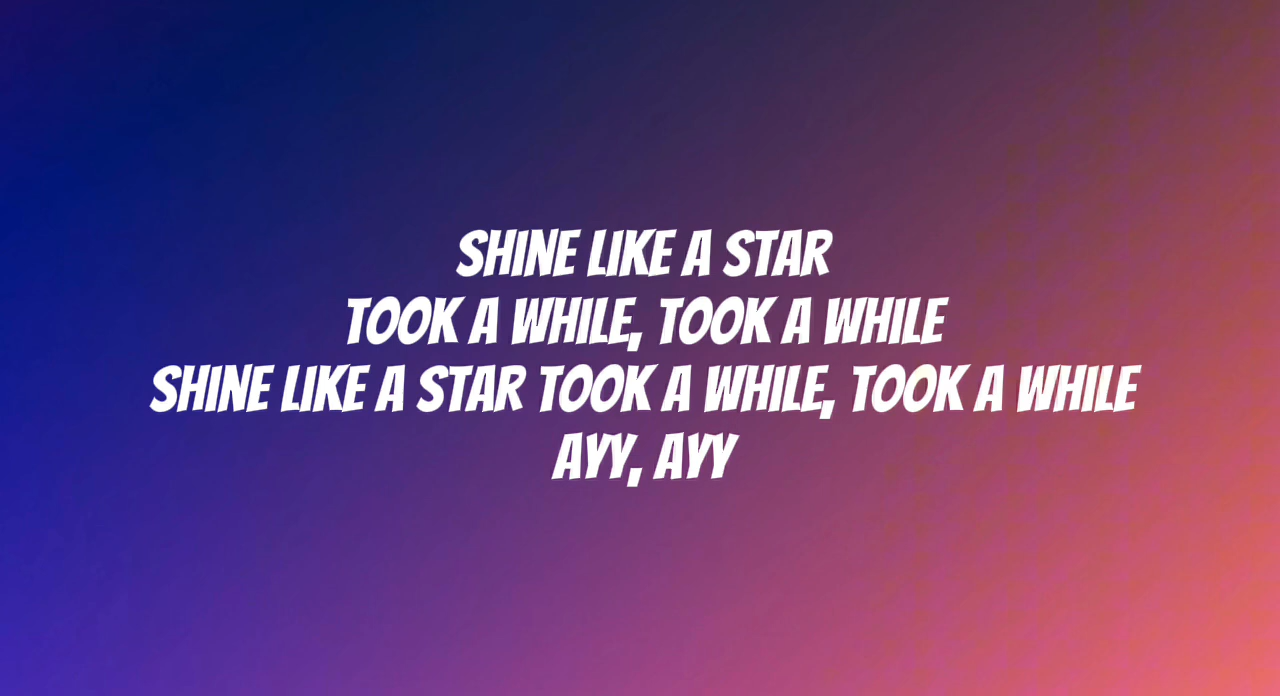 SHINE LIKE A STAR
TOOK A WHILE, TOOK A WHILE
SHINE LIKE A STAR TOOK A WHILE, TOOK A WHILE
AYY, AYY